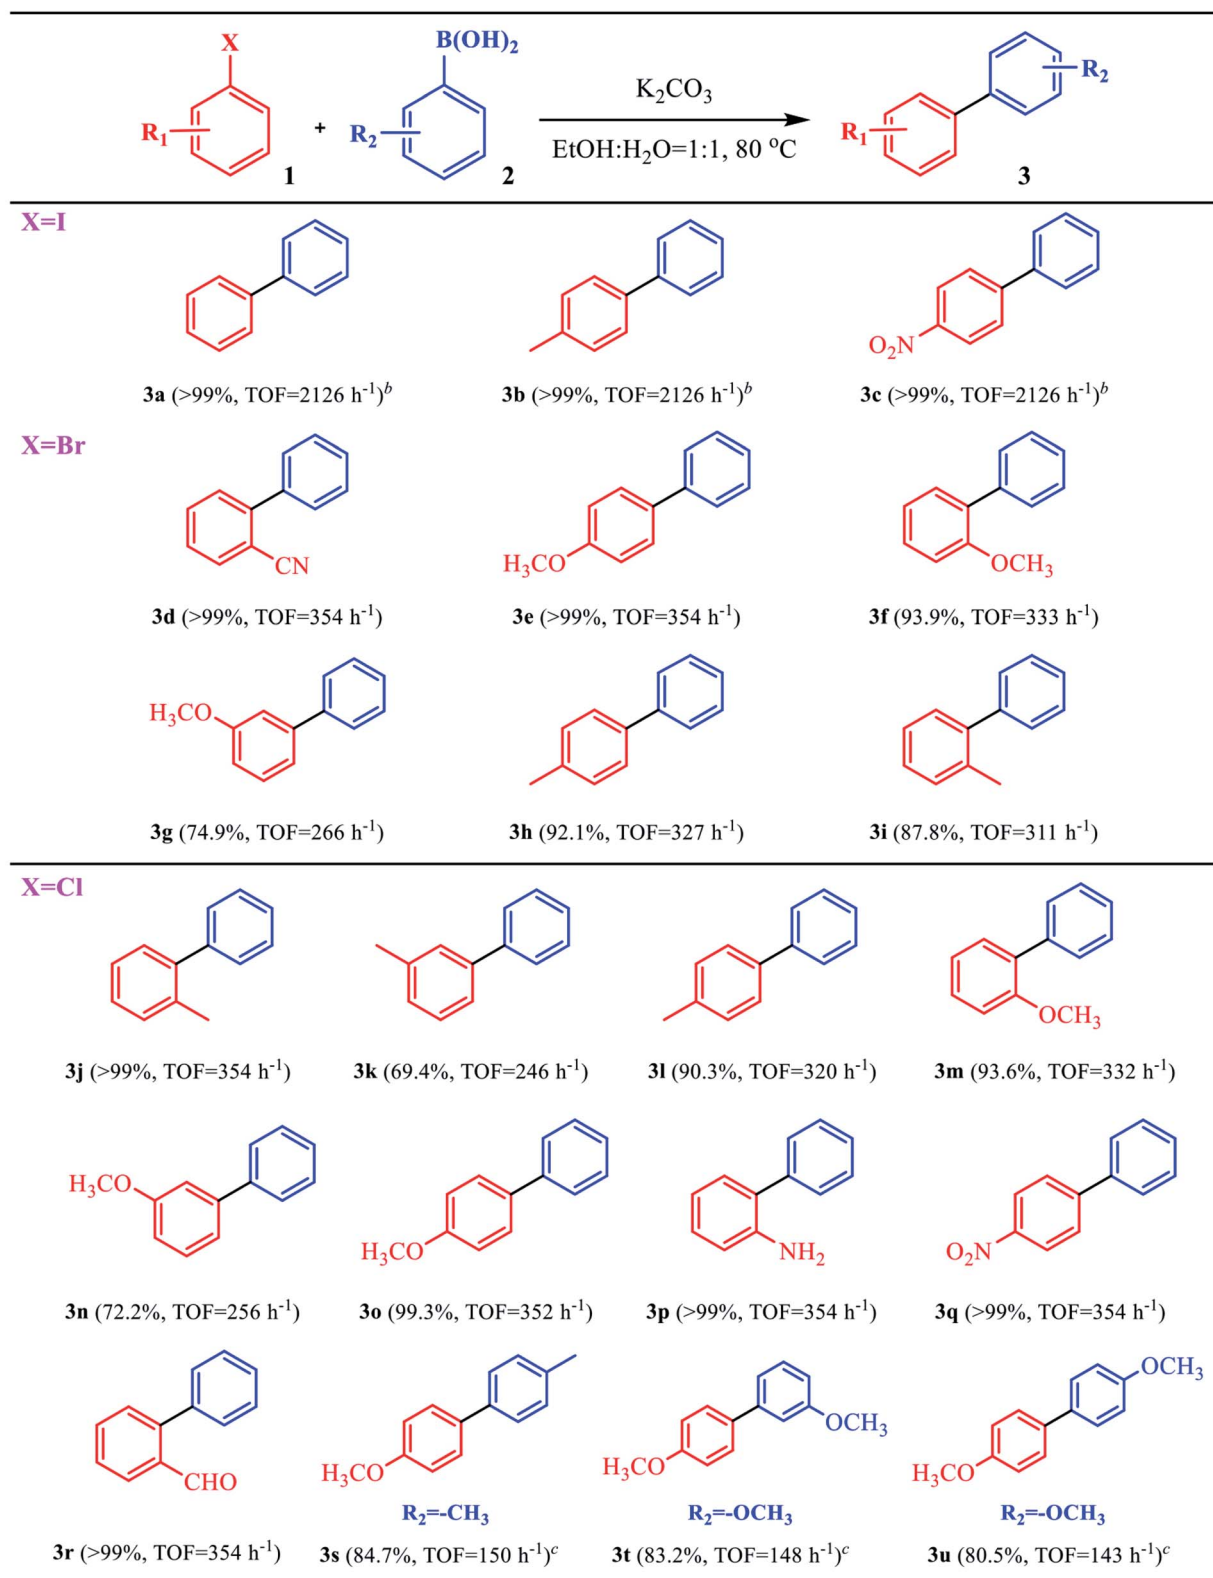 X B(OH)₂
R₁ + R₂ K₂CO₃ R₁ R₂
EtOH:H₂O=1:1, 80 °C
1 2 3
X=I
O₂N
3a (>99%, TOF=2126 h⁻¹)ᵇ 3b (>99%, TOF=2126 h⁻¹)ᵇ 3c (>99%, TOF=2126 h⁻¹)ᵇ
X=Br
CN H₃CO OCH₃
3d (>99%, TOF=354 h⁻¹) 3e (>99%, TOF=354 h⁻¹) 3f (93.9%, TOF=333 h⁻¹)
H₃CO
3g (74.9%, TOF=266 h⁻¹) 3h (92.1%, TOF=327 h⁻¹) 3i (87.8%, TOF=311 h⁻¹)
X=Cl
OCH₃
3j (>99%, TOF=354 h⁻¹) 3k (69.4%, TOF=246 h⁻¹) 3l (90.3%, TOF=320 h⁻¹) 3m (93.6%, TOF=332 h⁻¹)
H₃CO H₃CO NH₂ O₂N
3n (72.2%, TOF=256 h⁻¹) 3o (99.3%, TOF=352 h⁻¹) 3p (>99%, TOF=354 h⁻¹) 3q (>99%, TOF=354 h⁻¹)
OCH₃
OCH₃
CHO H₃CO H₃CO H₃CO
R₂=-CH₃ R₂=-OCH₃ R₂=-OCH₃
3r (>99%, TOF=354 h⁻¹) 3s (84.7%, TOF=150 h⁻¹)ᶜ 3t (83.2%, TOF=148 h⁻¹)ᶜ 3u (80.5%, TOF=143 h⁻¹)ᶜ